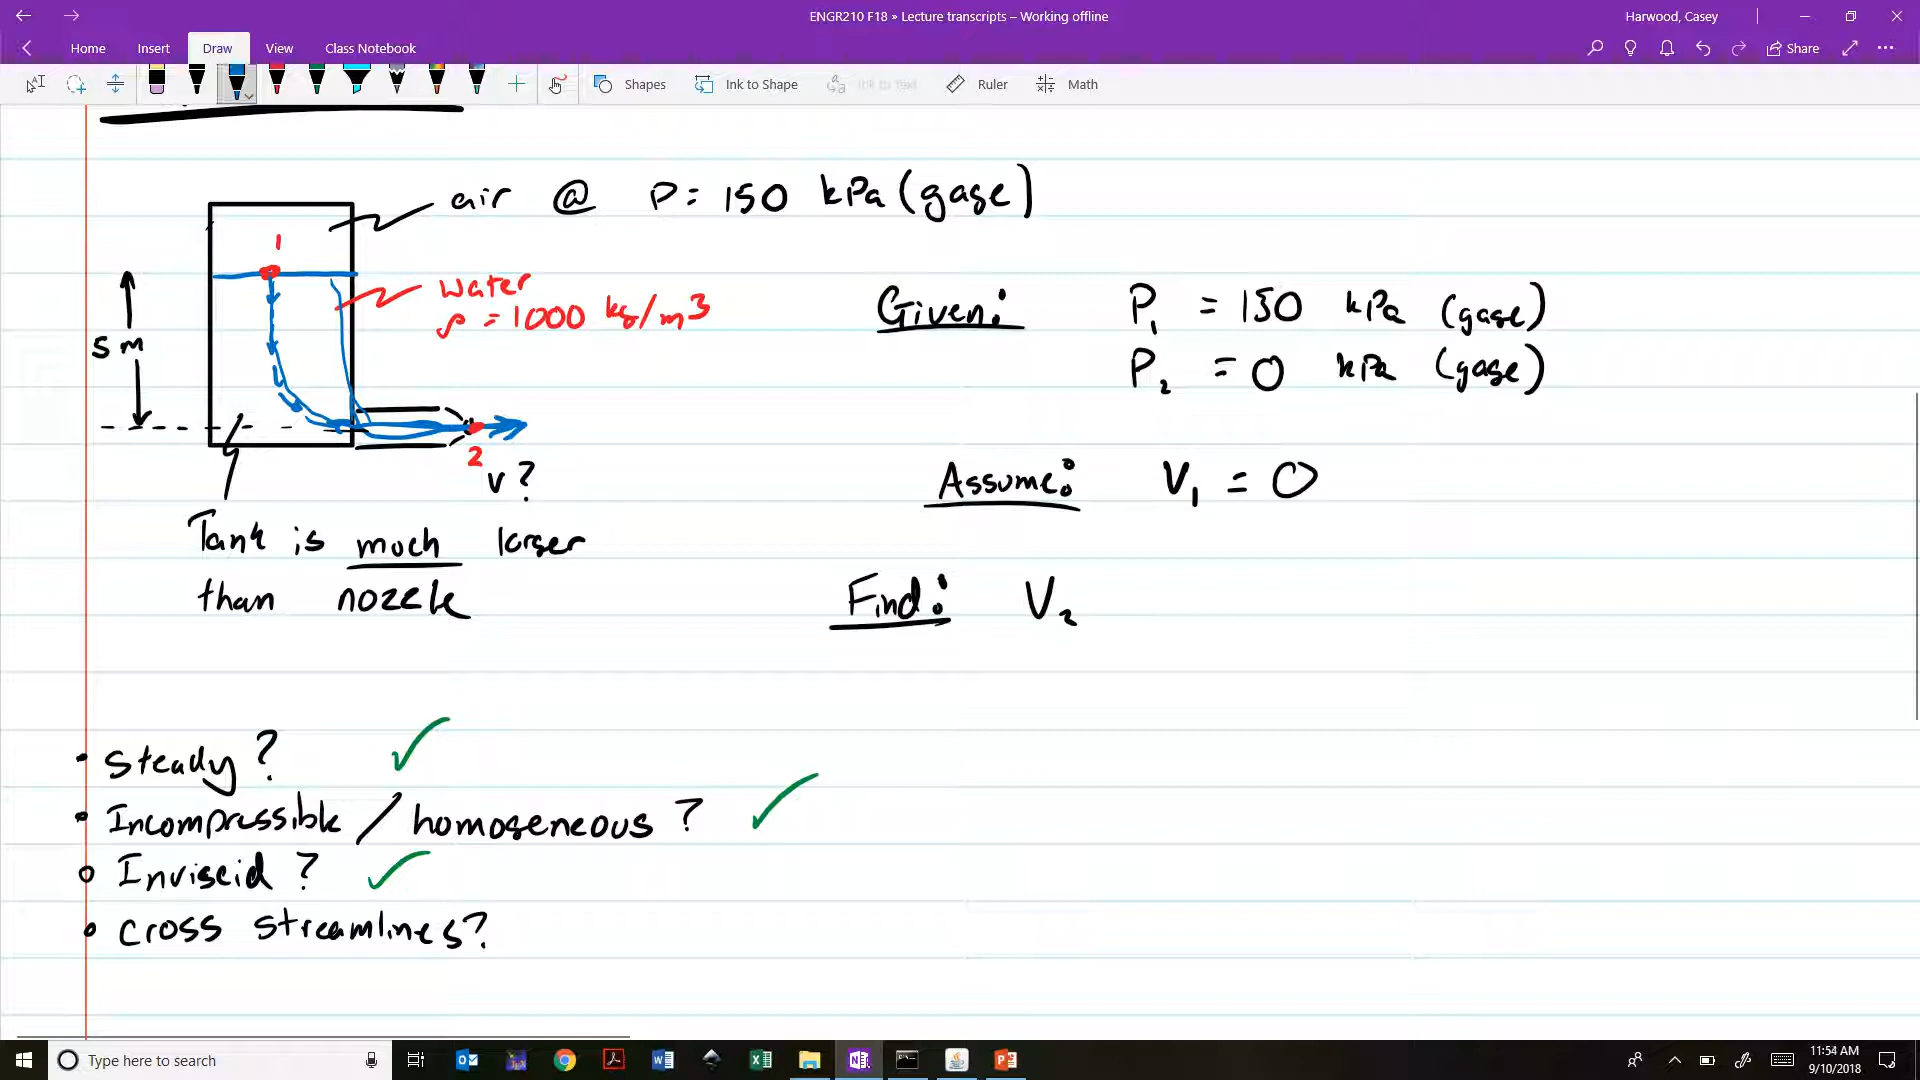 ENGR210 F18 » Lecture transcripts – Working offline
Harwood, Casey
Home Insert Draw View Class Notebook
Share
Shapes Ink to Shape Ink to Text Ruler Math
air @ P = 150 kPa (gage)
1
water
ρ = 1000 kg/m3
5 m
2
v?
Tank is much larger
than nozzle
Given: P1 = 150 kPa (gage)
P2 = 0 kPa (gage)
Assume: V1 = 0
Find: V2
• Steady? ✓
• Incompressible / homogeneous? ✓
• Inviscid? ✓
• Cross streamlines?
Type here to search
11:54 AM
9/10/2018